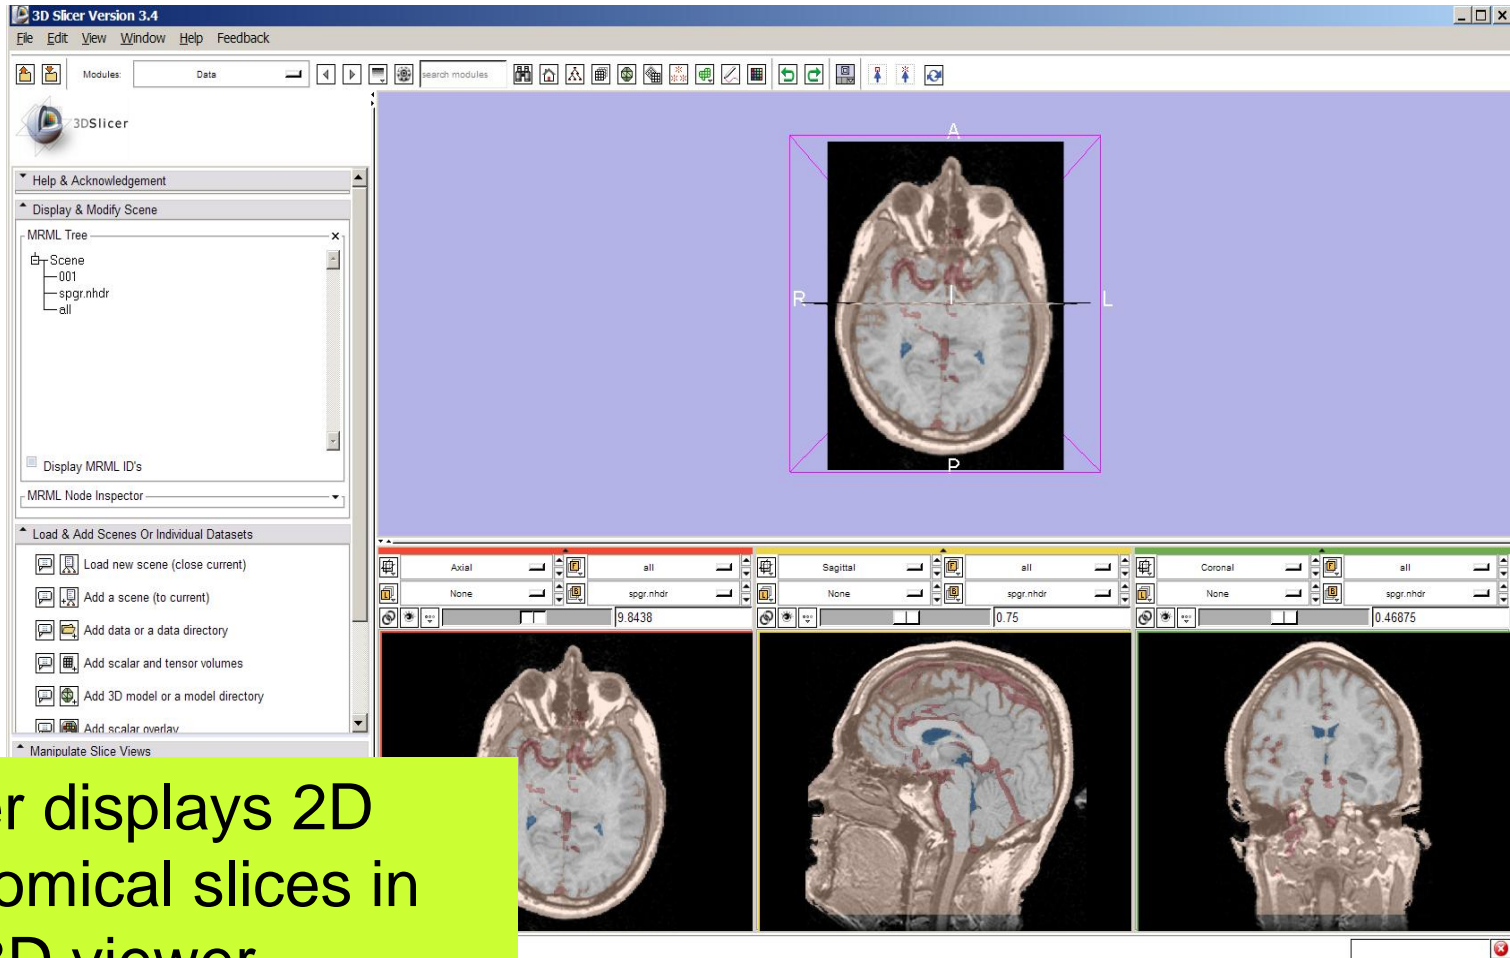 3D Slicer Version 3.4
File Edit View Window Help Feedback
Modules: Data search modules
3DSlicer
Help & Acknowledgement
Display & Modify Scene
MRML Tree x
Scene
001
spgr.nhdr
all
Display MRML ID's
MRML Node Inspector
Load & Add Scenes Or Individual Datasets
Load new scene (close current)
Add a scene (to current)
Add data or a data directory
Add scalar and tensor volumes
Add 3D model or a model directory
Add scalar overlay
Manipulate Slice Views
A
R I L
P
Axial all Sagittal all Coronal all
None spgr.nhdr None spgr.nhdr None spgr.nhdr
9.8438 0.75 0.46875
er displays 2D
omical slices in
3D viewer